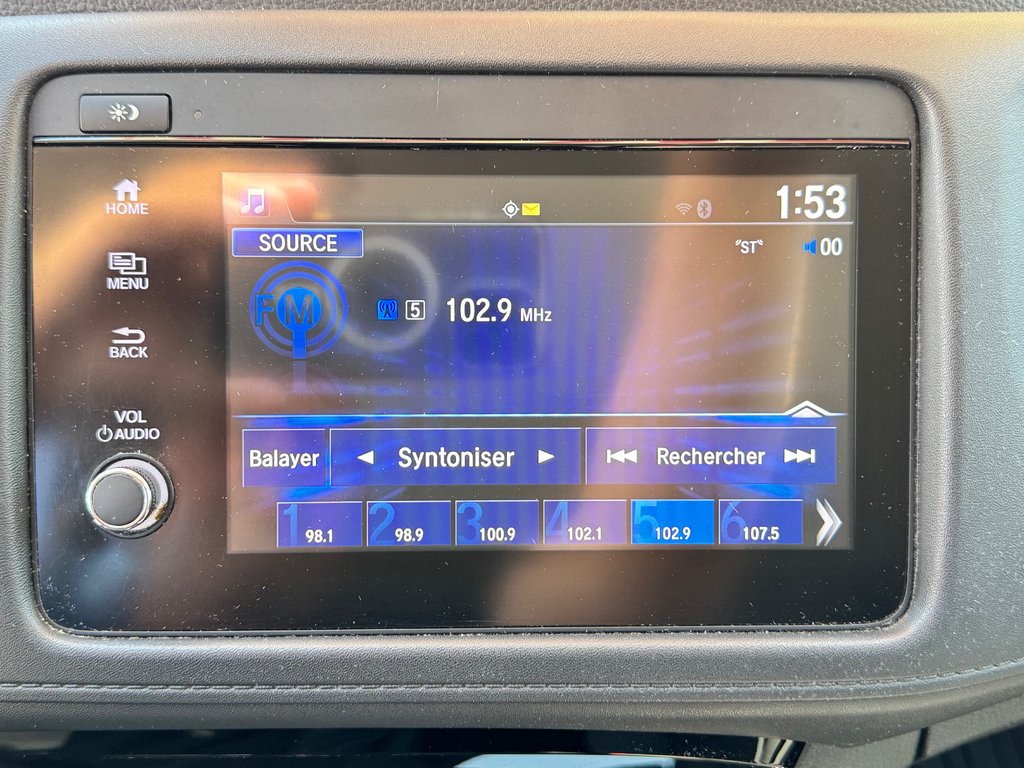 HOME
MENU
BACK
VOL
AUDIO
1:53
SOURCE
"ST"
00
FM
5
102.9 MHz
Balayer
Syntoniser
Rechercher
1 98.1
2 98.9
3 100.9
4 102.1
5 102.9
6 107.5